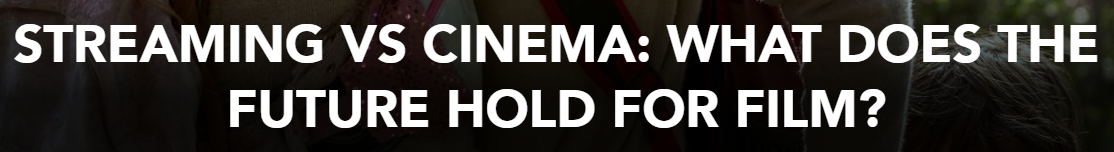 STREAMING VS CINEMA: WHAT DOES THE
FUTURE HOLD FOR FILM?